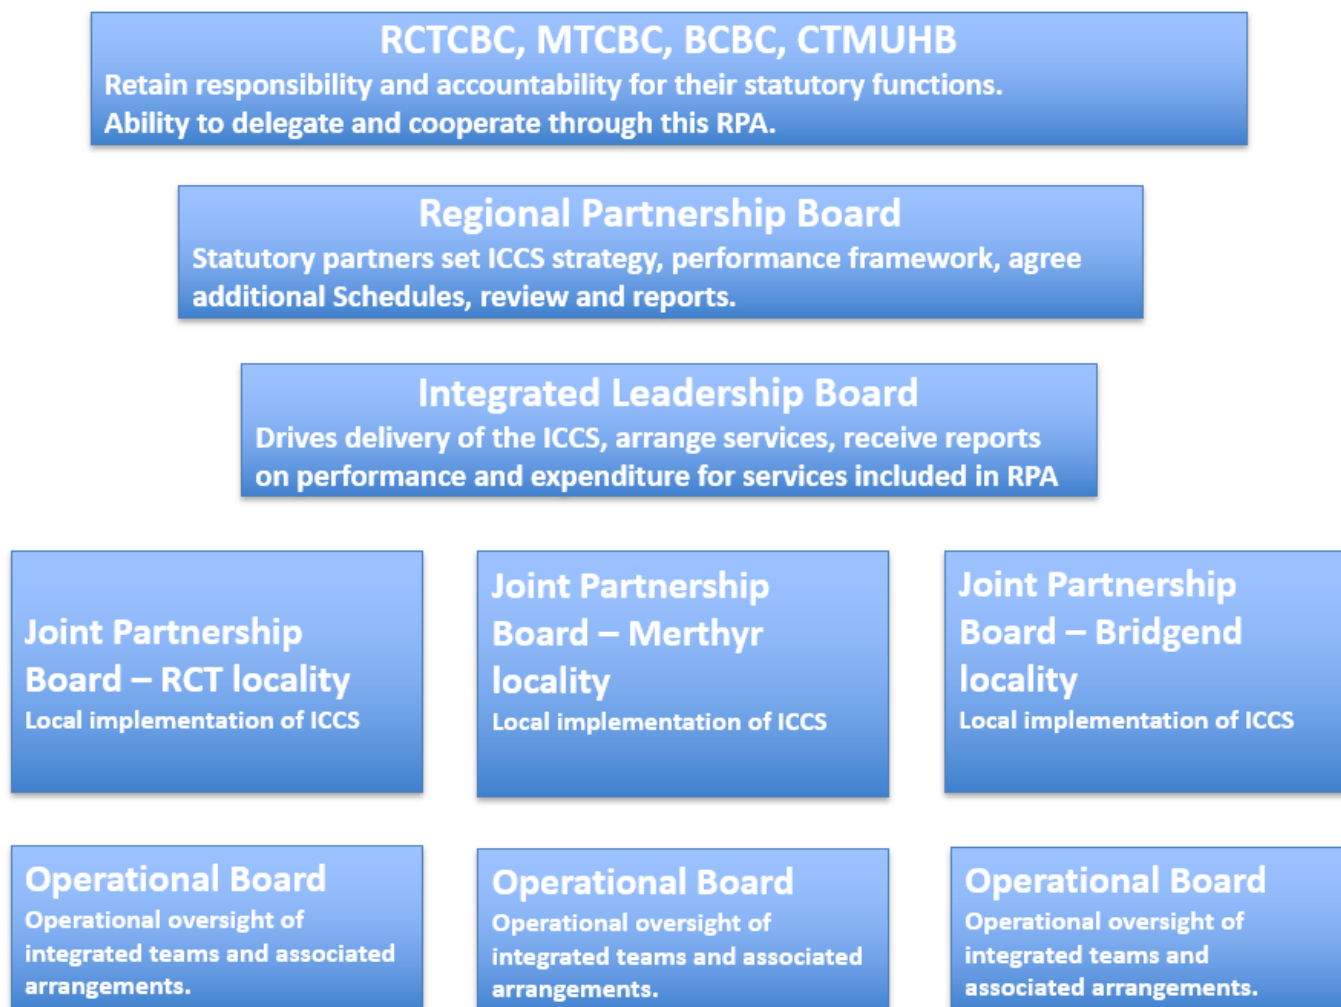 RCTCBC, MTCBC, BCBC, CTMUHB
Retain responsibility and accountability for their statutory functions.
Ability to delegate and cooperate through this RPA.
Regional Partnership Board
Statutory partners set ICCS strategy, performance framework, agree
additional Schedules, review and reports.
Integrated Leadership Board
Drives delivery of the ICCS, arrange services, receive reports
on performance and expenditure for services included in RPA
Joint Partnership
Board – RCT locality
Local implementation of ICCS
Joint Partnership
Board – Merthyr
locality
Local implementation of ICCS
Joint Partnership
Board – Bridgend
locality
Local implementation of ICCS
Operational Board
Operational oversight of
integrated teams and associated
arrangements.
Operational Board
Operational oversight of
integrated teams and associated
arrangements.
Operational Board
Operational oversight of
integrated teams and
associated arrangements.